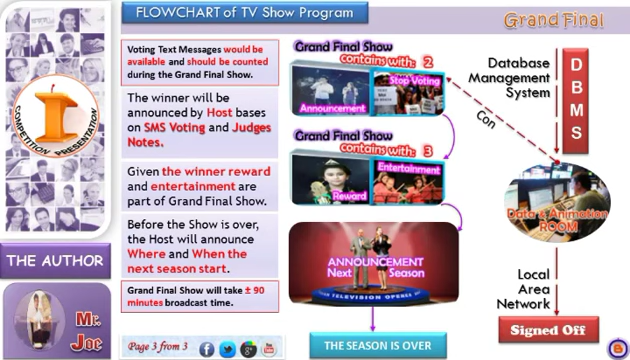 FLOWCHART of TV Show Program
Grand Final
COMPETITION PRESENTATION
THE AUTHOR
Mr.
Joe
Voting Text Messages would be
available and should be counted
during the Grand Final Show.
The winner will be
announced by Host bases
on SMS Voting and Judges
Notes.
Given the winner reward
and entertainment are
part of Grand Final Show.
Before the Show is over,
the Host will announce
Where and When the
next season start.
Grand Final Show will take ± 90
minutes broadcast time.
Page 3 from 3
Grand Final Show
contains with: 2
Stop Voting
Announcement
Grand Final Show
contains with: 3
Entertainment
Reward
ANNOUNCEMENT
Next Season
THE SEASON IS OVER
Database
Management
System
DBMS
Con
Data & Animation
ROOM
Local
Area
Network
Signed Off